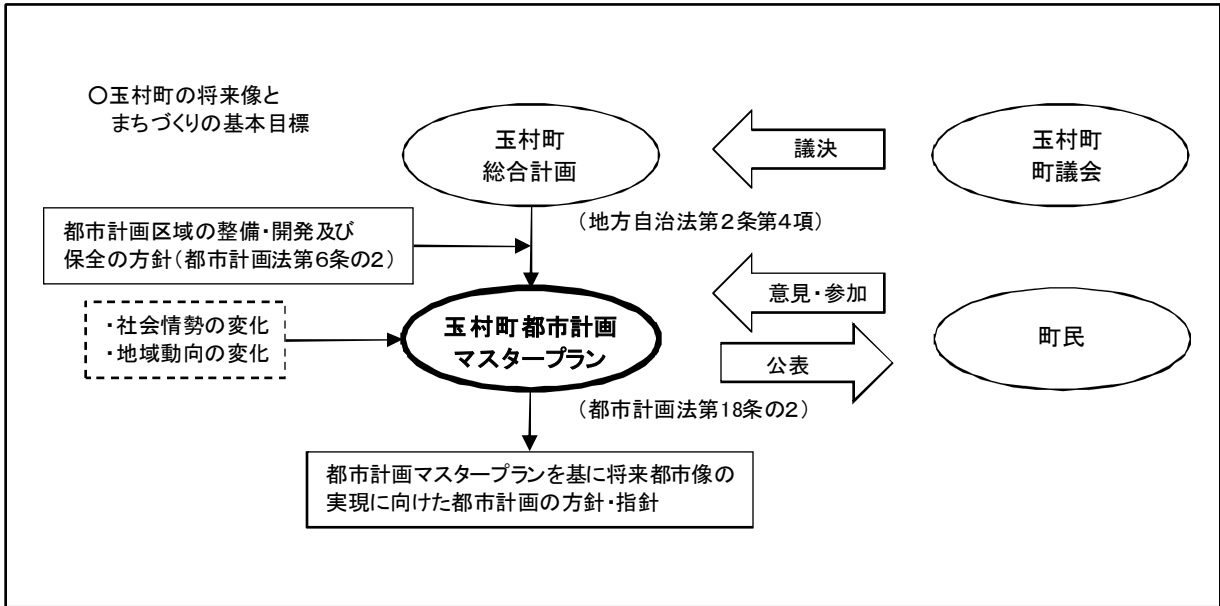 ○玉村町の将来像と
まちづくりの基本目標
玉村町
総合計画
議決
玉村町
町議会
(地方自治法第2条第4項)
都市計画区域の整備・開発及び
保全の方針(都市計画法第6条の2)
・社会情勢の変化
・地域動向の変化
玉村町都市計画
マスタープラン
意見・参加
公表
町民
(都市計画法第18条の2)
都市計画マスタープランを基に将来都市像の
実現に向けた都市計画の方針・指針